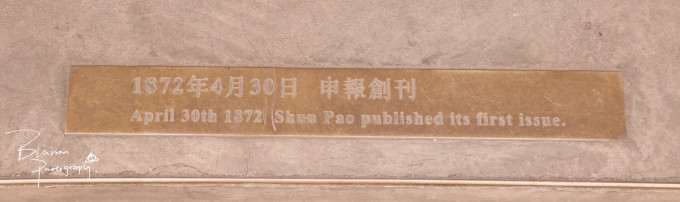 1872年4月30日 申報創刊
April 30th 1872 Shun Pao published its first issue.
Photography